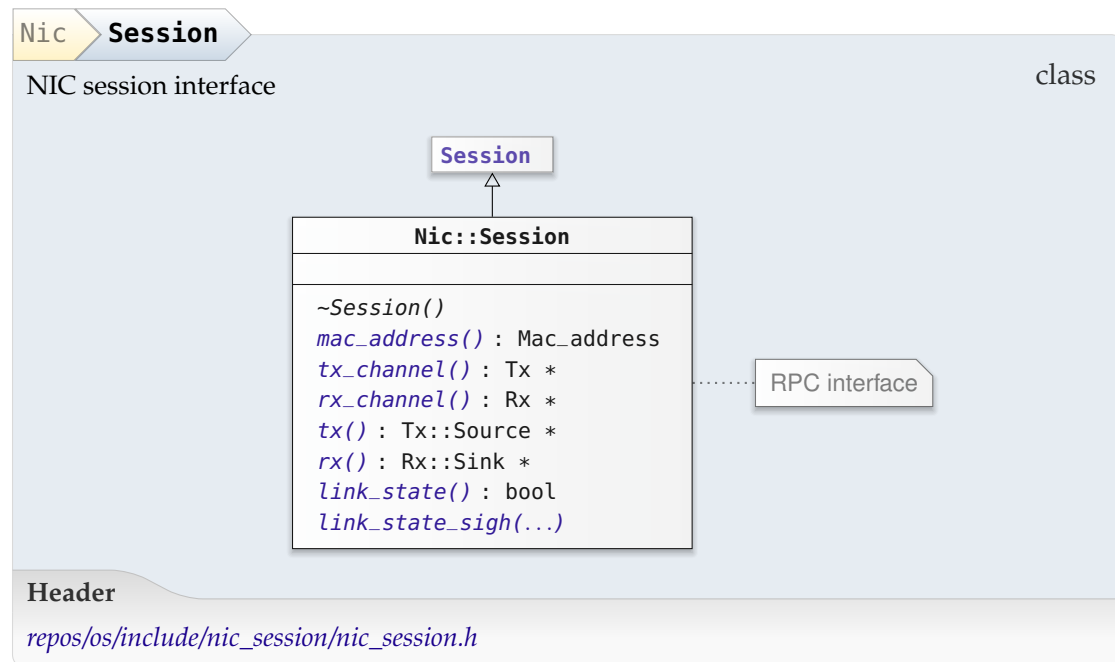 Nic Session
NIC session interface
class
Session
Nic::Session
~Session()
mac_address() : Mac_address
tx_channel() : Tx *
rx_channel() : Rx *
tx() : Tx::Source *
rx() : Rx::Sink *
link_state() : bool
link_state_sigh(...)
RPC interface
Header
repos/os/include/nic_session/nic_session.h